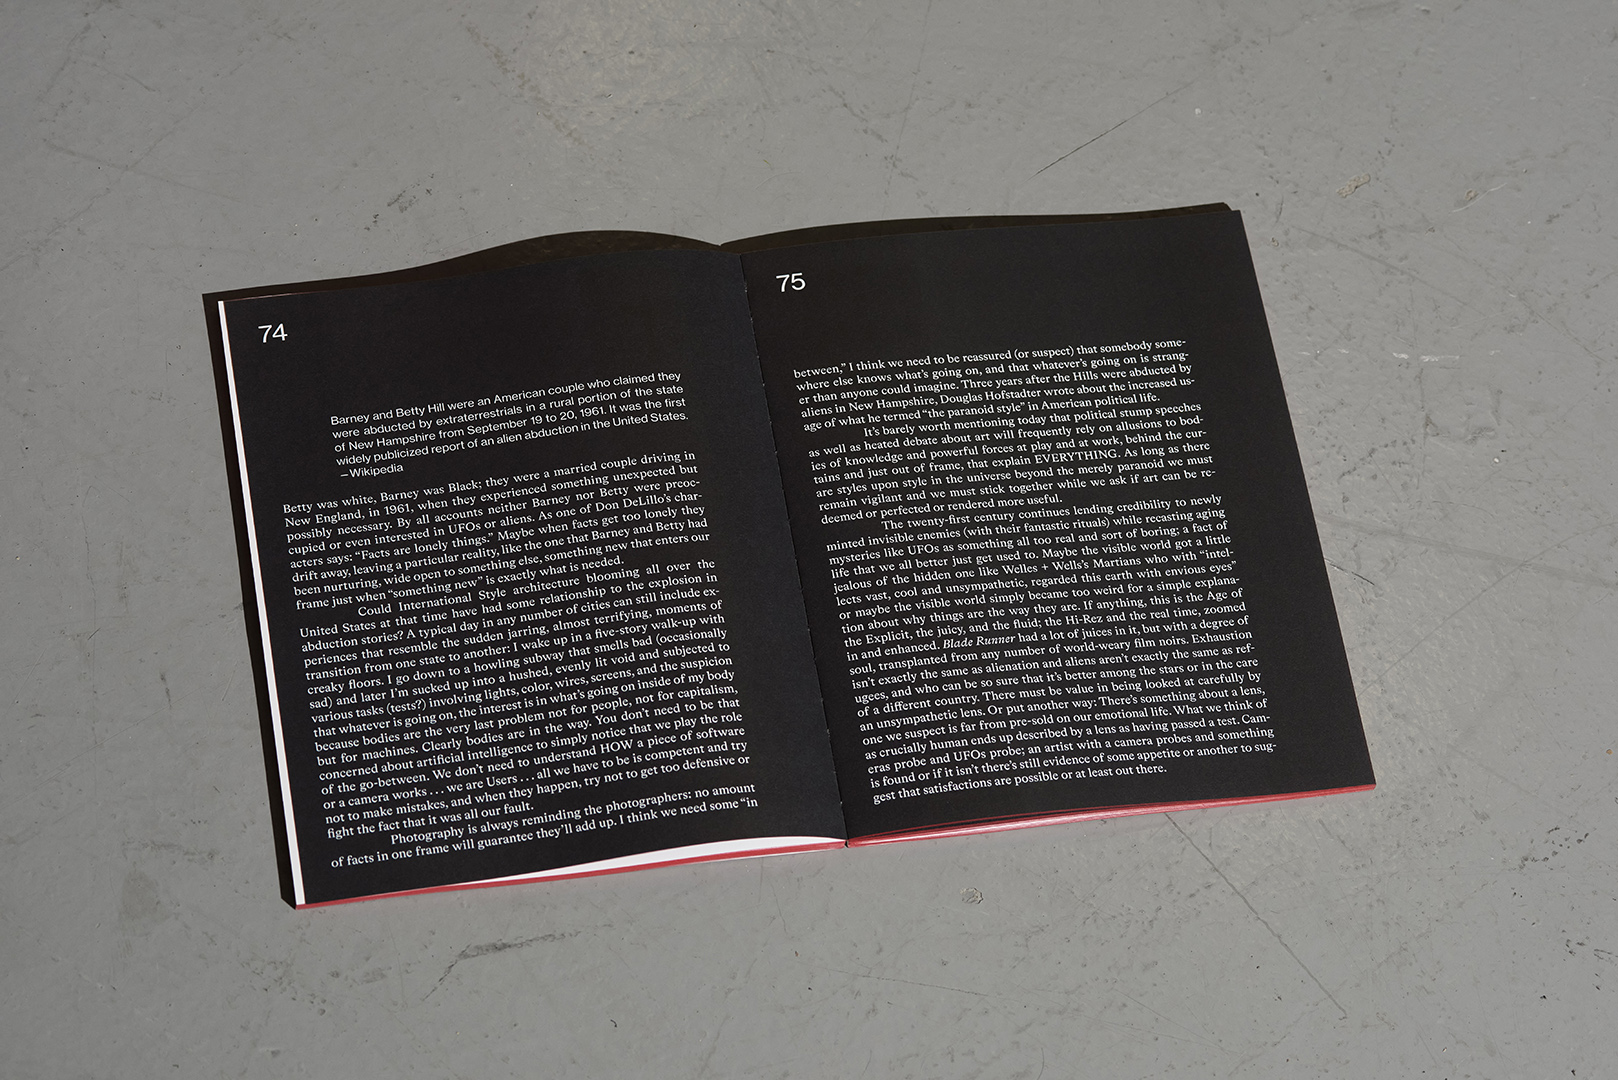 74
Barney and Betty Hill were an American couple who claimed they
were abducted by extraterrestrials in a rural portion of the state
of New Hampshire from September 19 to 20, 1961. It was the first
widely publicized report of an alien abduction in the United States.
— Wikipedia
Betty was white, Barney was Black; they were a married couple driving in
New England, in 1961, when they experienced something unexpected but
possibly necessary. By all accounts neither Barney nor Betty were preoc-
cupied or even interested in UFOs or aliens. As one of Don DeLillo's char-
acters says: "Facts are lonely things." Maybe when facts get too lonely they
drift away, leaving a particular reality, like the one that Barney and Betty had
been nurturing, wide open to something else, something new that enters our
frame just when "something new" is exactly what is needed.
Could International Style architecture blooming all over the
United States at that time have had some relationship to the explosion in
abduction stories? A typical day in any number of cities can still include ex-
periences that resemble the sudden jarring, almost terrifying, moments of
transition from one state to another: I wake up in a five-story walk-up with
creaky floors. I go down to a howling subway that smells bad (occasionally
sad) and later I'm sucked up into a hushed, evenly lit void and subjected to
various tasks (tests?) involving lights, color, wires, screens, and the suspicion
that whatever is going on, the interest is in what's going on inside of my body
because bodies are the very last problem not for people, not for capitalism,
but for machines. Clearly bodies are in the way. You don't need to be that
concerned about artificial intelligence to simply notice that we play the role
of the go-between. We don't need to understand HOW a piece of software
or a camera works . . . we are Users . . . all we have to be is competent and try
not to make mistakes, and when they happen, try not to get too defensive or
fight the fact that it was all our fault.
Photography is always reminding the photographers: no amount
of facts in one frame will guarantee they'll add up. I think we need some "in
75
between," I think we need to be reassured (or suspect) that somebody some-
where else knows what's going on, and that whatever's going on is strang-
er than anyone could imagine. Three years after the Hills were abducted by
aliens in New Hampshire, Douglas Hofstadter wrote about the increased us-
age of what he termed "the paranoid style" in American political life.
It's barely worth mentioning today that political stump speeches
as well as heated debate about art will frequently rely on allusions to bod-
ies of knowledge and powerful forces at play and at work, behind the cur-
tains and just out of frame, that explain EVERYTHING. As long as there
are styles upon style in the universe beyond the merely paranoid we must
remain vigilant and we must stick together while we ask if art can be re-
deemed or perfected or rendered more useful.
The twenty-first century continues lending credibility to newly
minted invisible enemies (with their fantastic rituals) while recasting aging
mysteries like UFOs as something all too real and sort of boring; a fact of
life that we all better just get used to. Maybe the visible world got a little
jealous of the hidden one like Welles + Wells's Martians who with "intel-
lects vast, cool and unsympathetic, regarded this earth with envious eyes"
or maybe the visible world simply became too weird for a simple explana-
tion about why things are the way they are. If anything, this is the Age of
the Explicit, the juicy, and the fluid; the Hi-Rez and the real time, zoomed
in and enhanced. Blade Runner had a lot of juices in it, but with a degree of
soul, transplanted from any number of world-weary film noirs. Exhaustion
isn't exactly the same as alienation and aliens aren't exactly the same as ref-
ugees, and who can be so sure that it's better among the stars or in the care
of a different country. There must be value in being looked at carefully by
an unsympathetic lens. Or put another way: There's something about a lens,
one we suspect is far from pre-sold on our emotional life. What we think of
as crucially human ends up described by a lens as having passed a test. Cam-
eras probe and UFOs probe; an artist with a camera probes and something
is found or if it isn't there's still evidence of some appetite or another to sug-
gest that satisfactions are possible or at least out there.